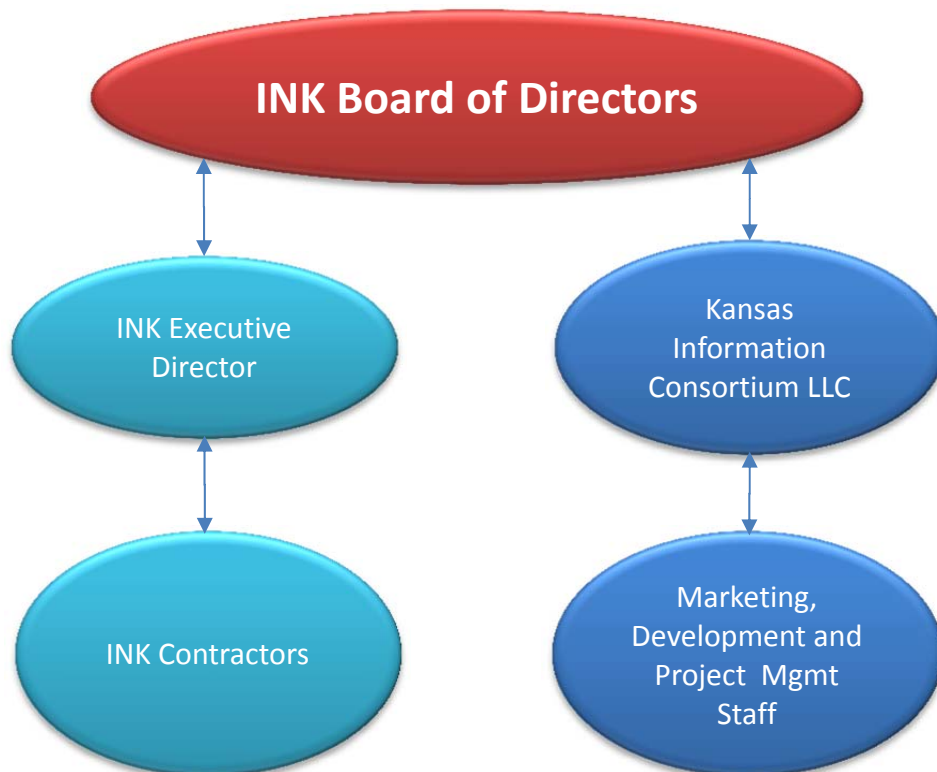 INK Board of Directors
INK Executive
Director
Kansas
Information
Consortium LLC
INK Contractors
Marketing,
Development and
Project  Mgmt
Staff